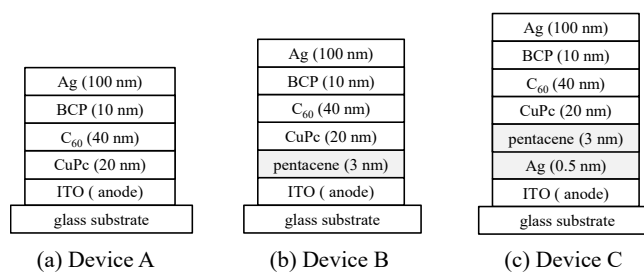 Ag (100 nm)
BCP (10 nm)
C₆₀ (40 nm)
CuPc (20 nm)
ITO ( anode)
glass substrate
(a) Device A
Ag (100 nm)
BCP (10 nm)
C₆₀ (40 nm)
CuPc (20 nm)
pentacene (3 nm)
ITO ( anode)
glass substrate
(b) Device B
Ag (100 nm)
BCP (10 nm)
C₆₀ (40 nm)
CuPc (20 nm)
pentacene (3 nm)
Ag (0.5 nm)
ITO ( anode)
glass substrate
(c) Device C